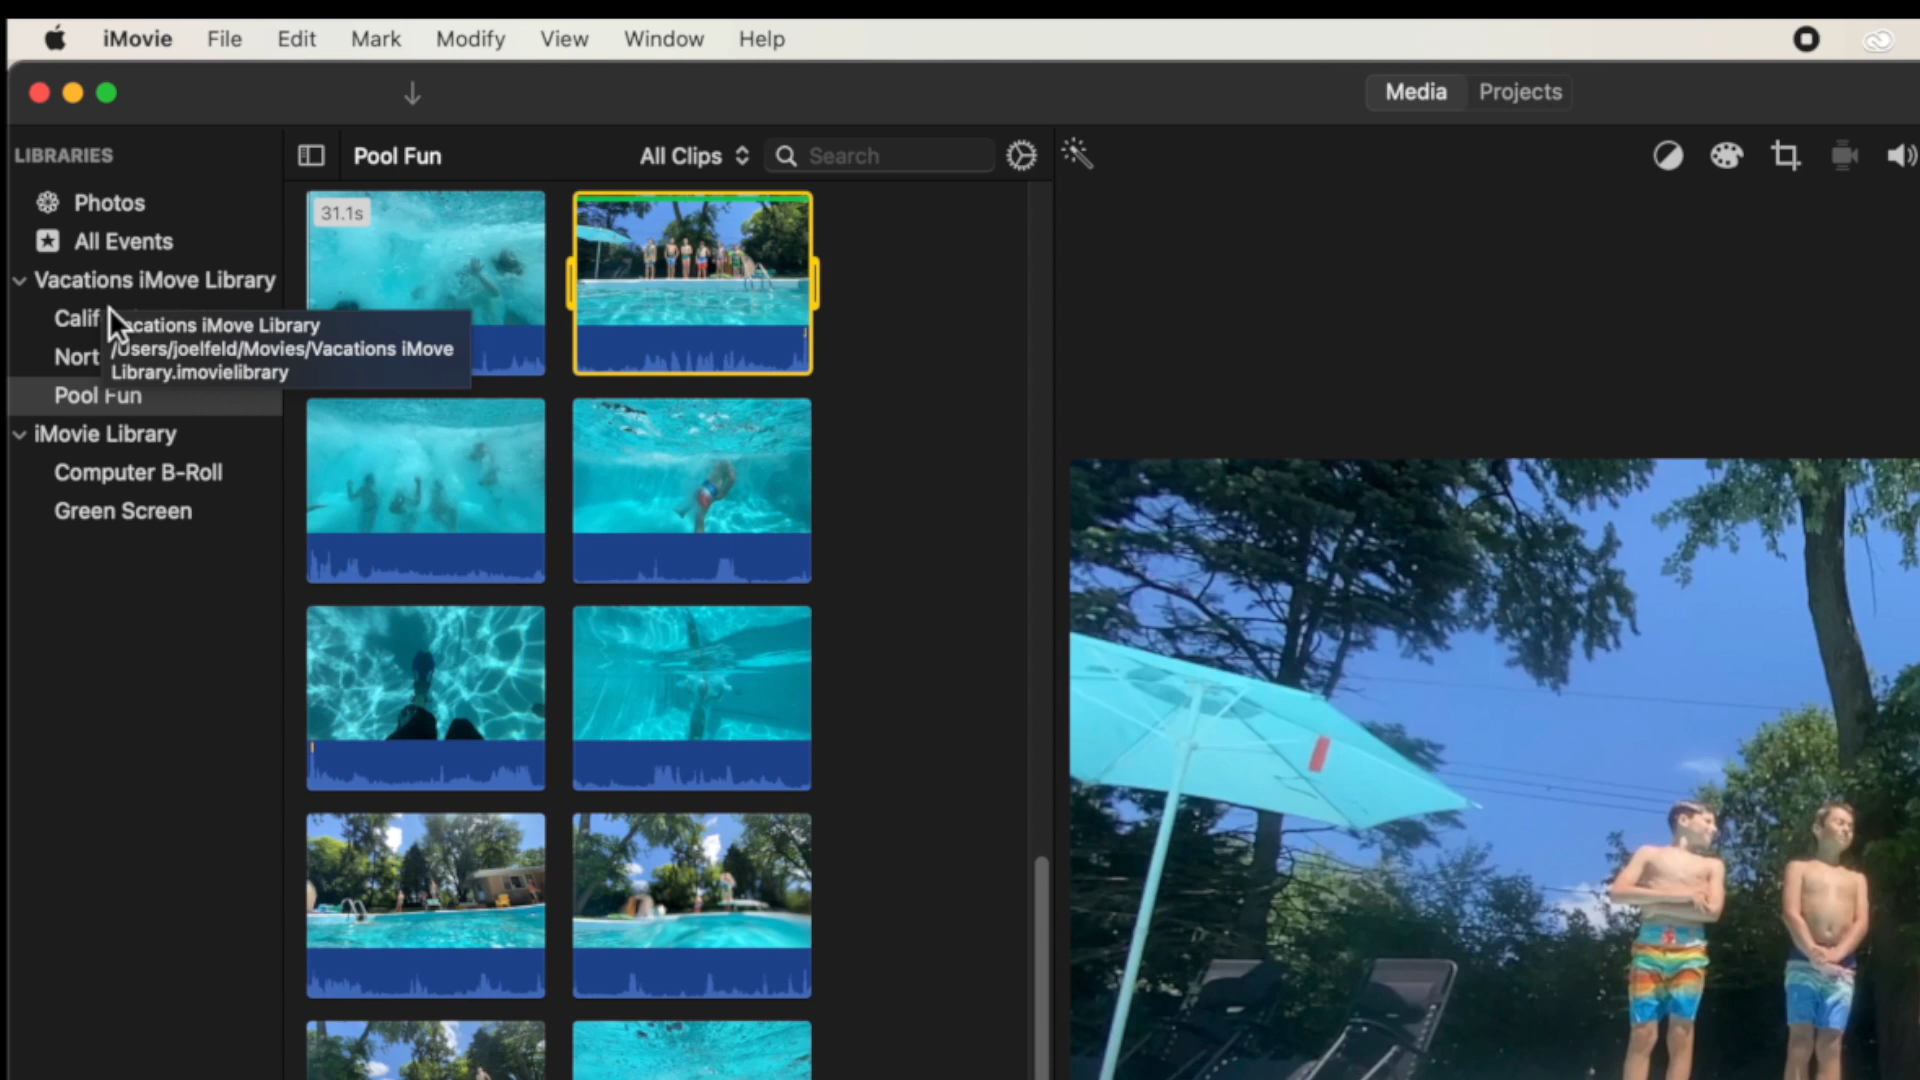 iMovie File Edit Mark Modify View Window Help
Media Projects
LIBRARIES
Pool Fun
All Clips
Search
Photos
All Events
Vacations iMove Library
Calif
Nort
Pool Fun
iMovie Library
Computer B-Roll
Green Screen
cations iMove Library
/Users/joelfeld/Movies/Vacations iMove
Library.imovielibrary
31.1s